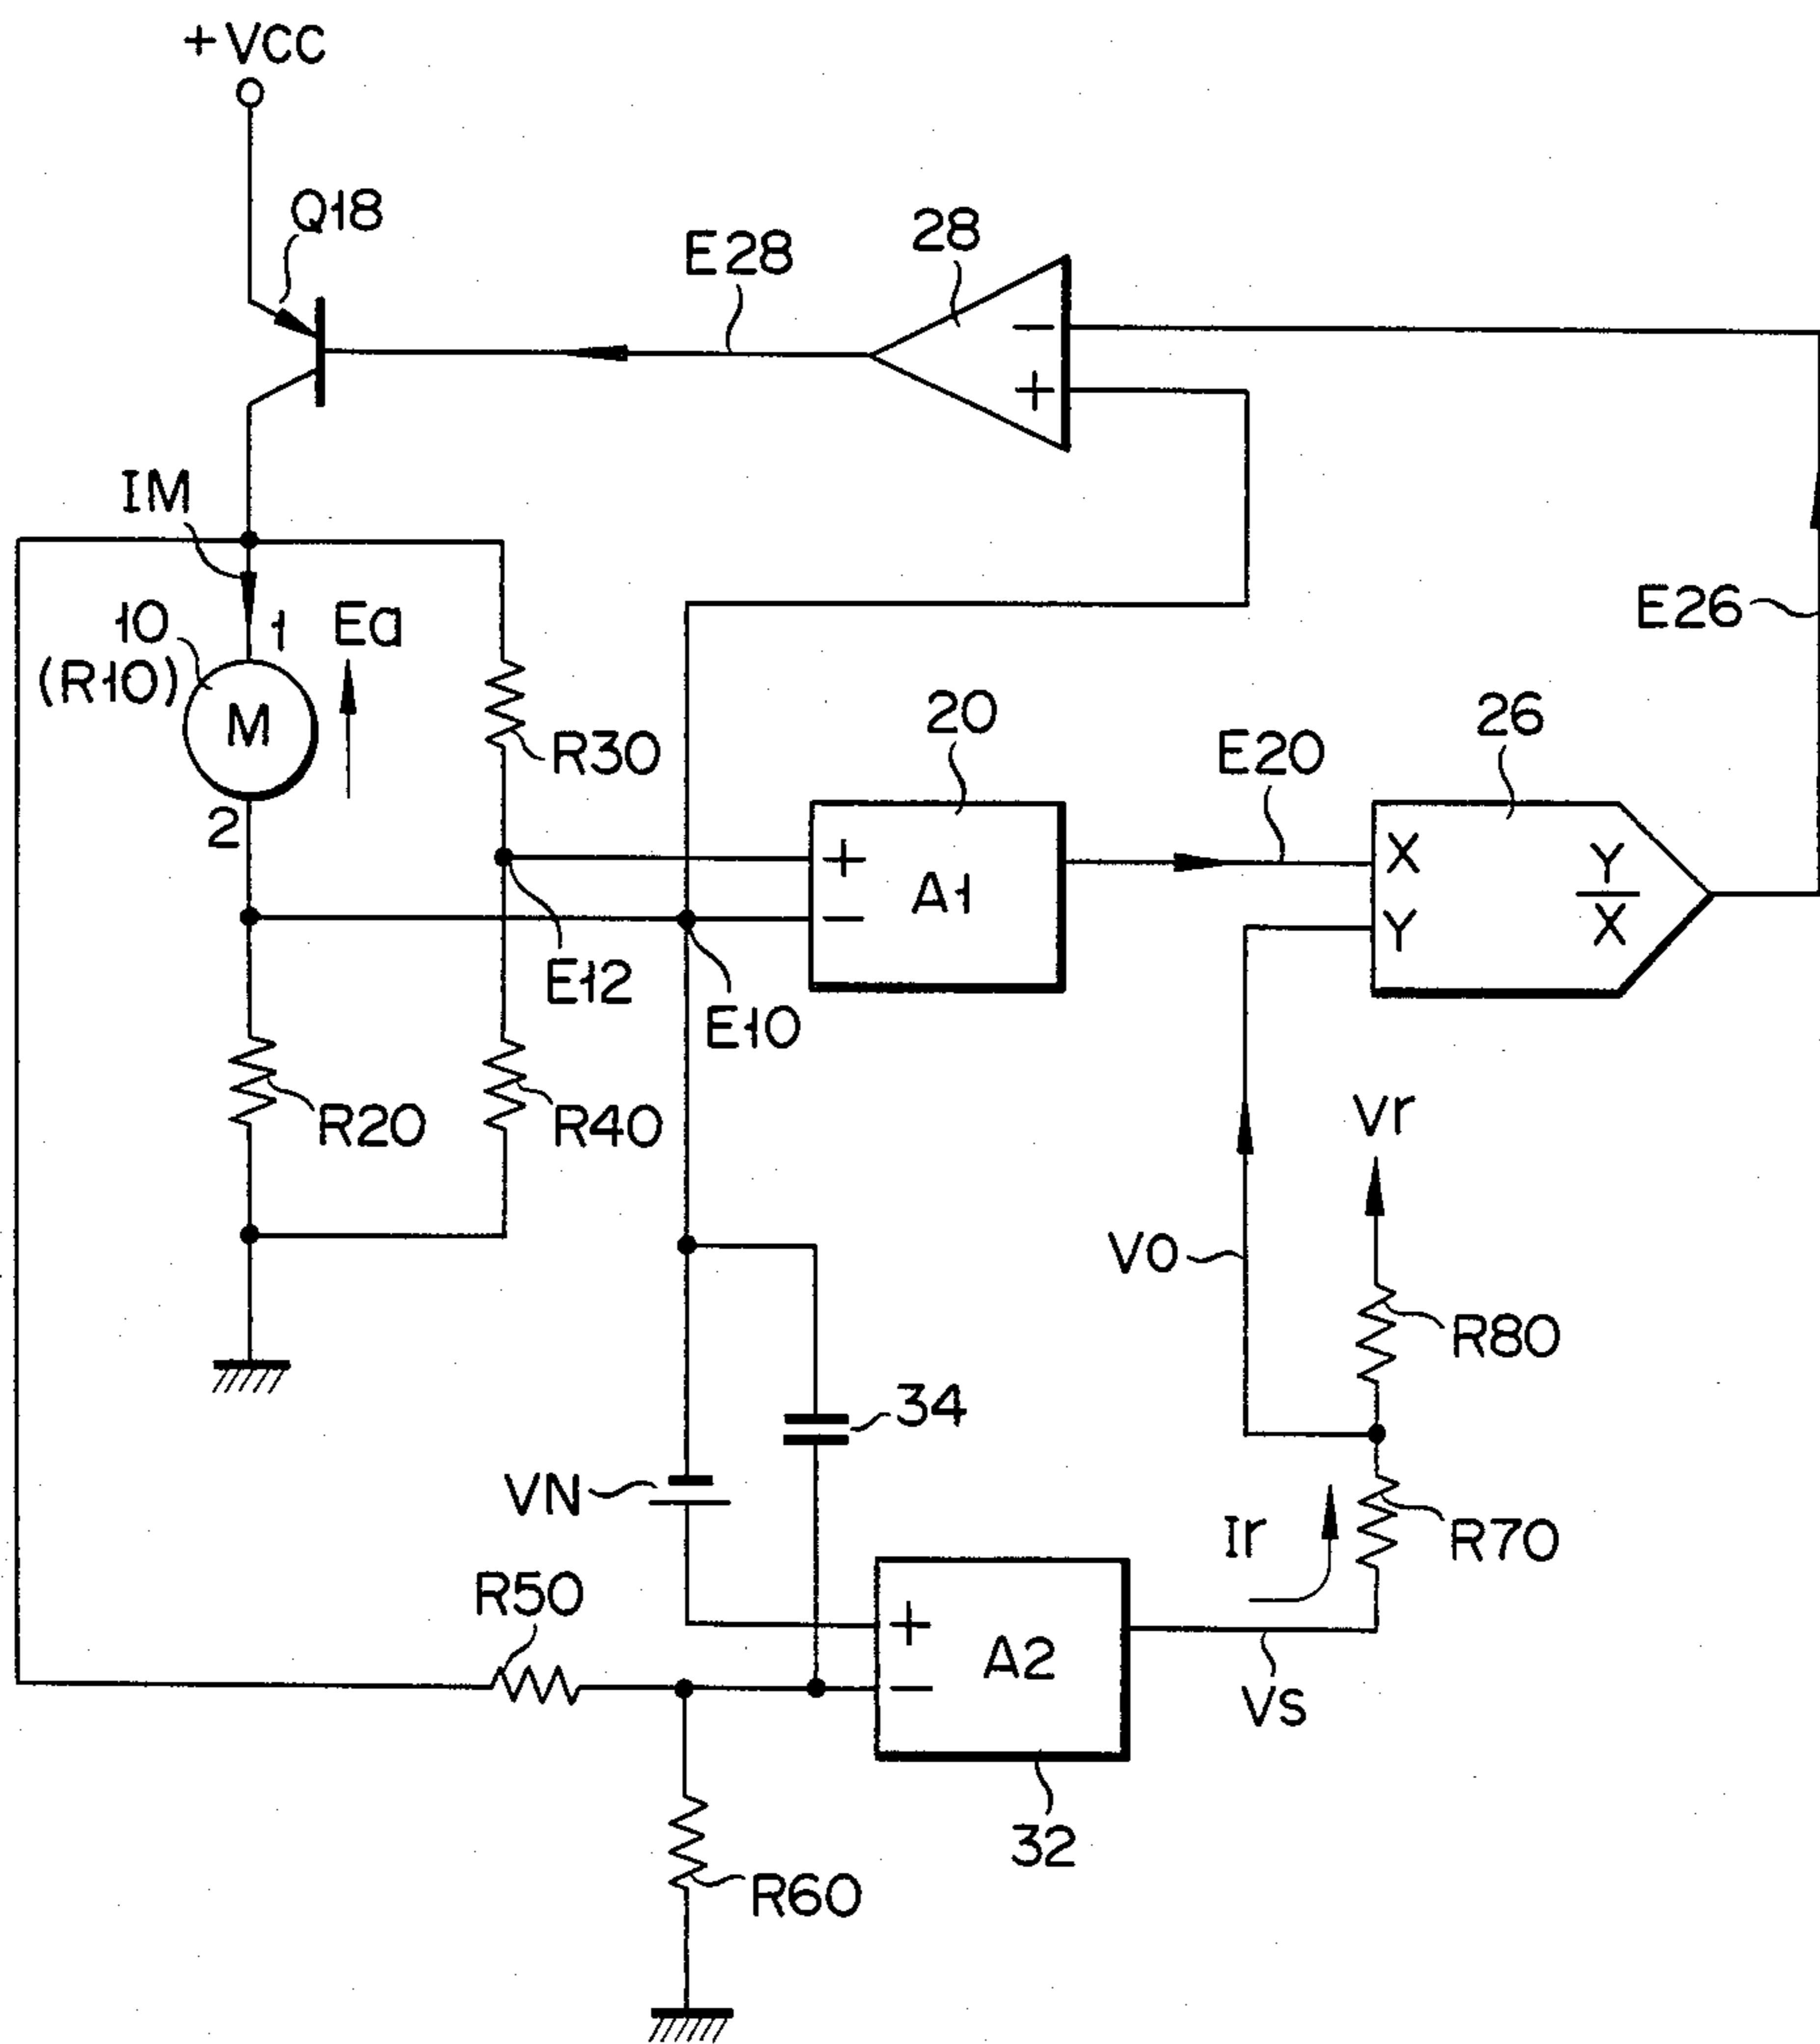 +VCC
Q18
28
E28
−
+
IM
10
(R10)
1
Ea
M
2
R30
E26
20
E20
26
+
−
A1
X
Y
Y
X
E12
E10
R20
R40
Vr
VO
R80
34
VN
Ir
R70
R50
+
−
A2
VS
32
R60